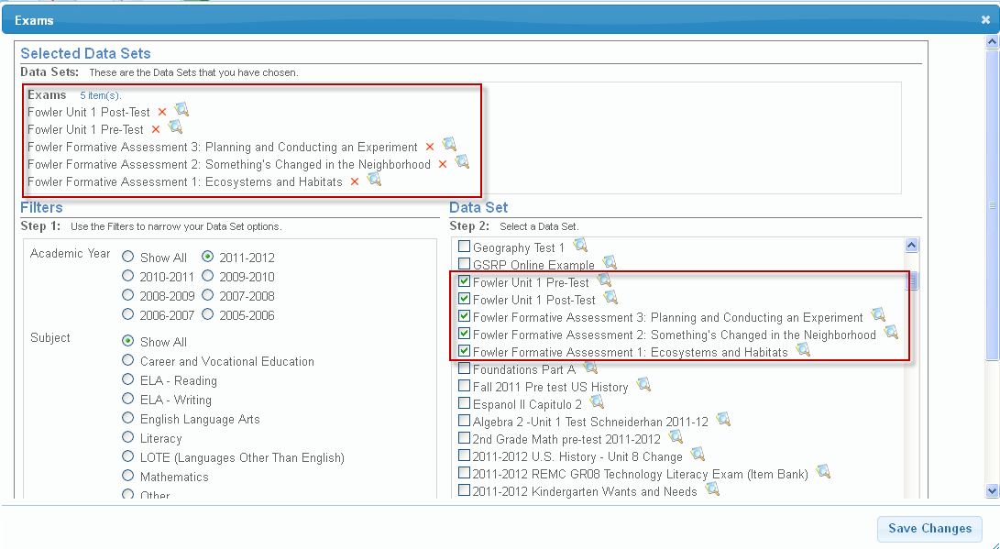 Exams
Selected Data Sets
Data Sets: These are the Data Sets that you have chosen.
Exams 5 item(s).
Fowler Unit 1 Post-Test
Fowler Unit 1 Pre-Test
Fowler Formative Assessment 3: Planning and Conducting an Experiment
Fowler Formative Assessment 2: Something's Changed in the Neighborhood
Fowler Formative Assessment 1: Ecosystems and Habitats
Filters
Step 1: Use the Filters to narrow your Data Set options.
Academic Year
Show All 2011-2012
2010-2011 2009-2010
2008-2009 2007-2008
2006-2007 2005-2006
Subject
Show All
Career and Vocational Education
ELA - Reading
ELA - Writing
English Language Arts
Literacy
LOTE (Languages Other Than English)
Mathematics
Other
Data Set
Step 2: Select a Data Set.
Geography Test 1
GSRP Online Example
Fowler Unit 1 Pre-Test
Fowler Unit 1 Post-Test
Fowler Formative Assessment 3: Planning and Conducting an Experiment
Fowler Formative Assessment 2: Something's Changed in the Neighborhood
Fowler Formative Assessment 1: Ecosystems and Habitats
Foundations Part A
Fall 2011 Pre test US History
Espanol II Capitulo 2
Algebra 2 -Unit 1 Test Schneiderhan 2011-12
2nd Grade Math pre-test 2011-2012
2011-2012 U.S. History - Unit 8 Change
2011-2012 REMC GR08 Technology Literacy Exam (Item Bank)
2011-2012 Kindergarten Wants and Needs
Save Changes